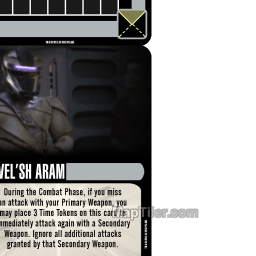 VEL'SH ARAM
During the Combat Phase, if you miss
an attack with your Primary Weapon, you
may place 3 Time Tokens on this card to
immediately attack again with a Secondary
Weapon. Ignore all additional attacks
granted by that Secondary Weapon.